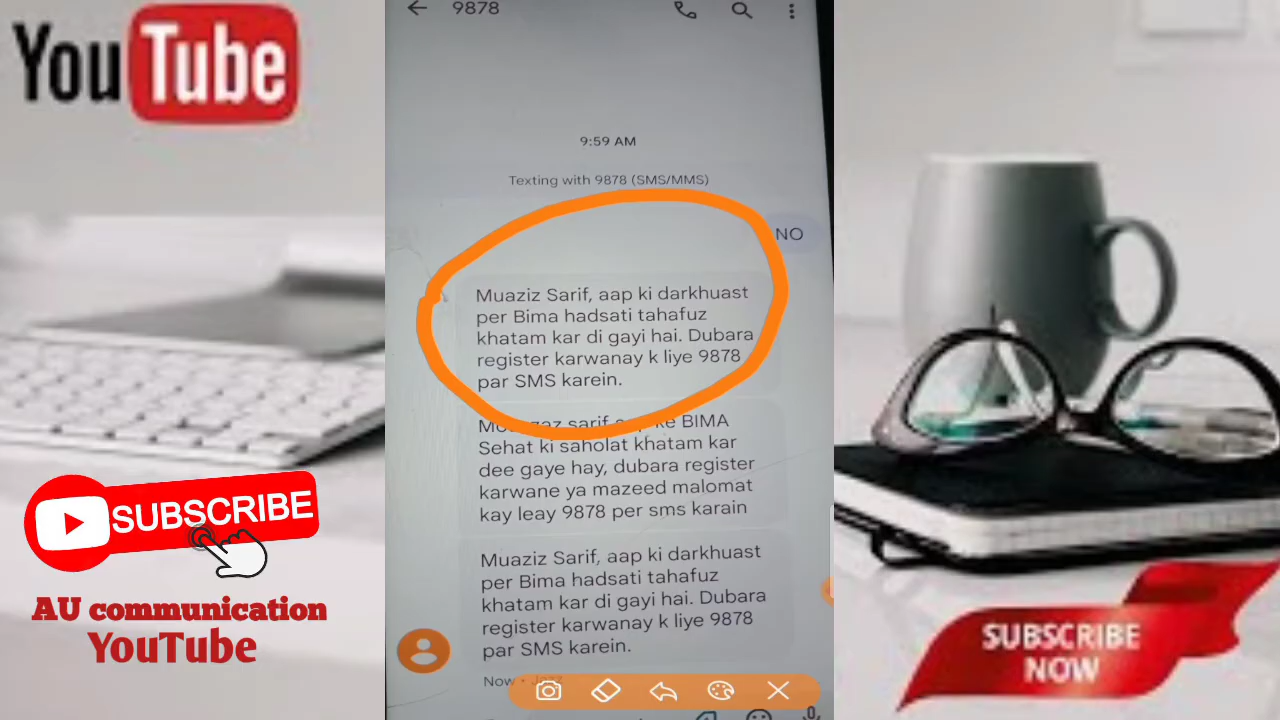 YouTube
9878
9:59 AM
Texting with 9878 (SMS/MMS)
NO
Muaziz Sarif, aap ki darkhuast
per Bima hadsati tahafuz
khatam kar di gayi hai. Dubara
register karwanay k liye 9878
par SMS karein.
sarif ke BIMA
Sehat ki saholat khatam kar
dee gaye hay, dubara register
karwane ya mazeed malomat
kay leay 9878 per sms karain
Muaziz Sarif, aap ki darkhuast
per Bima hadsati tahafuz
khatam kar di gayi hai. Dubara
register karwanay k liye 9878
par SMS karein.
Now • Jazz
SUBSCRIBE
AU communication
YouTube
SUBSCRIBE
NOW